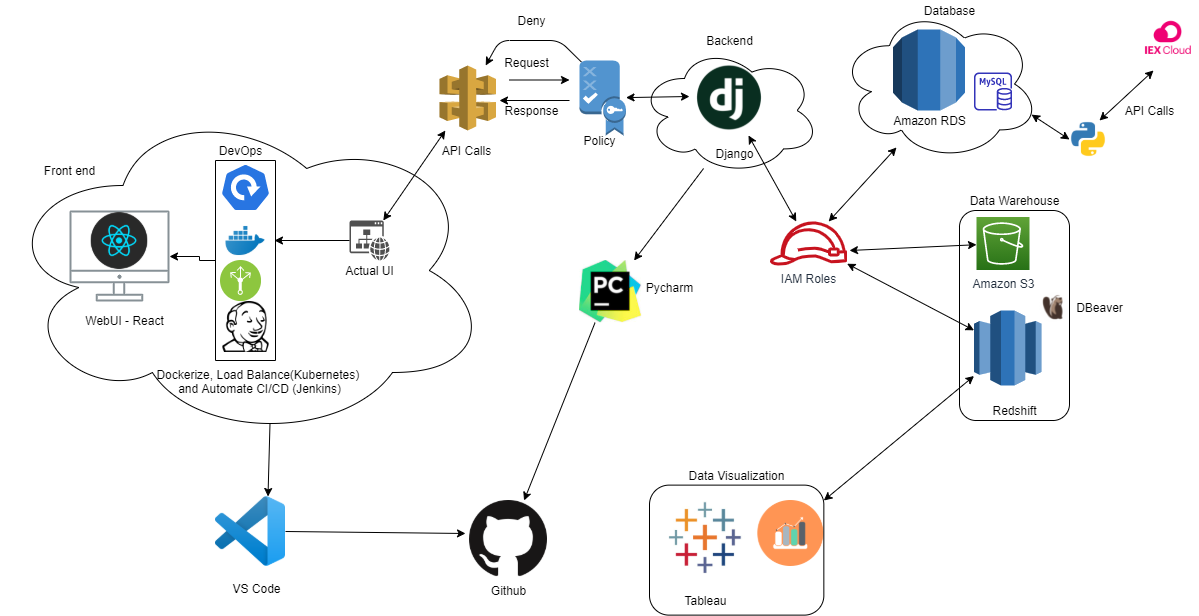 Database
Deny
IEX Cloud
Backend
Request
MySQL
dj
Response
API Calls
Amazon RDS
Policy
API Calls
DevOps
Django
Front end
Data Warehouse
Actual UI
IAM Roles
Amazon S3
PC
Pycharm
DBeaver
WebUI - React
Dockerize, Load Balance(Kubernetes)
and Automate CI/CD (Jenkins)
Redshift
Data Visualization
VS Code
Github
Tableau